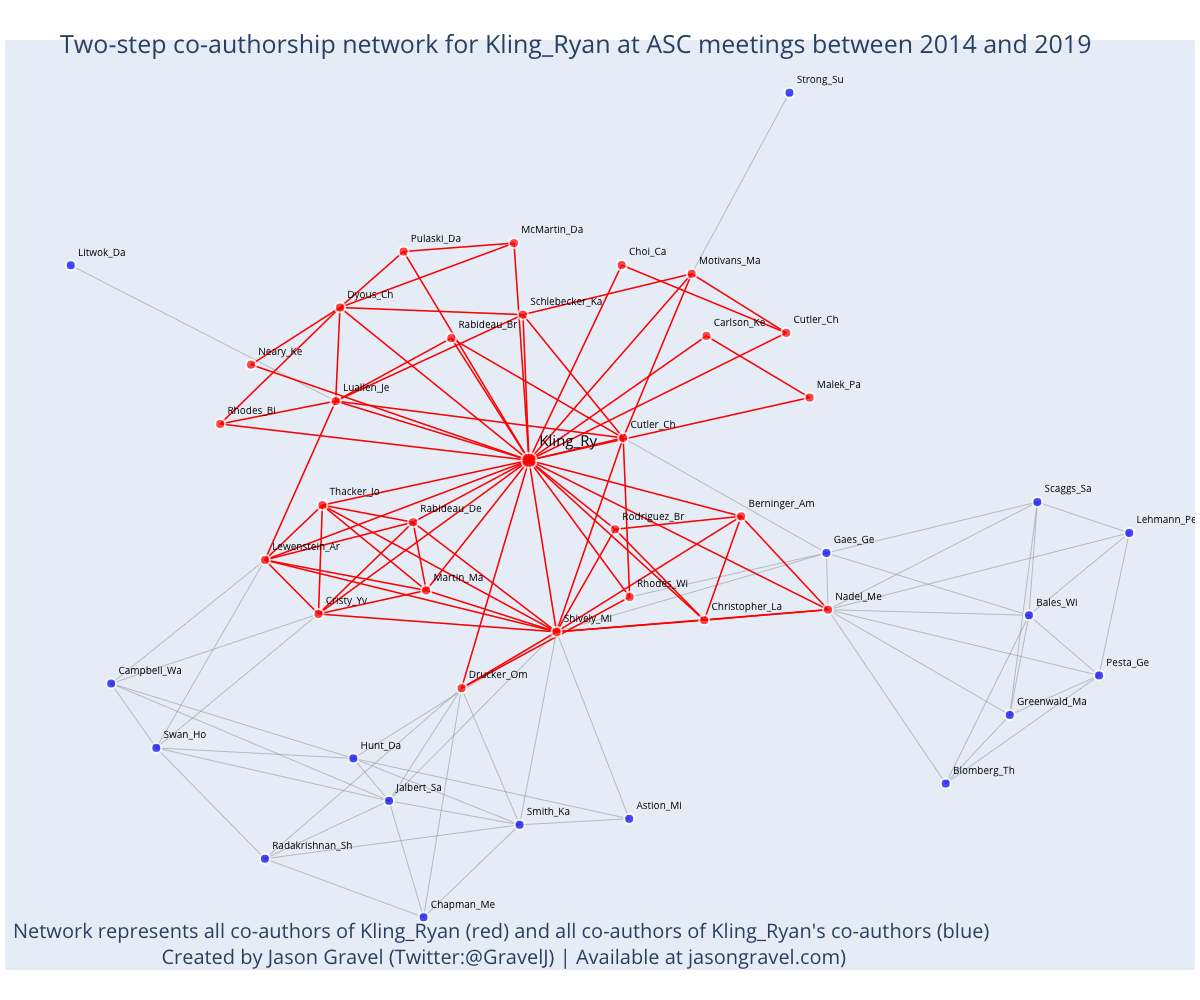 Two-step co-authorship network for Kling_Ryan at ASC meetings between 2014 and 2019
Strong_Su
McMartin_Da
Pulaski_Da
Litwok_Da
Choi_Ca
Motivans_Ma
Dyous_Ch
Schlebecker_Ka
Rabideau_Br
Carlson_Ke
Cutler_Ch
Neary_Ke
Luallen_Je
Malek_Pa
Rhodes_Bi
Cutler_Ch
Kling_Ry
Thacker_Jo
Scaggs_Sa
Rabideau_De
Berninger_Am
Rodriguez_Br
Lehmann_Pe
Lewenstein_Ar
Gaes_Ge
Martin_Ma
Rhodes_Wi
Cristy_Yv
Nadel_Me
Bales_Wi
Christopher_La
Shively_Mi
Pesta_Ge
Campbell_Wa
Drucker_Om
Greenwald_Ma
Swan_Ho
Hunt_Da
Blomberg_Th
Jalbert_Sa
Smith_Ka
Astion_Mi
Radakrishnan_Sh
Chapman_Me
Network represents all co-authors of Kling_Ryan (red) and all co-authors of Kling_Ryan's co-authors (blue)
Created by Jason Gravel (Twitter:@GravelJ) | Available at jasongravel.com)